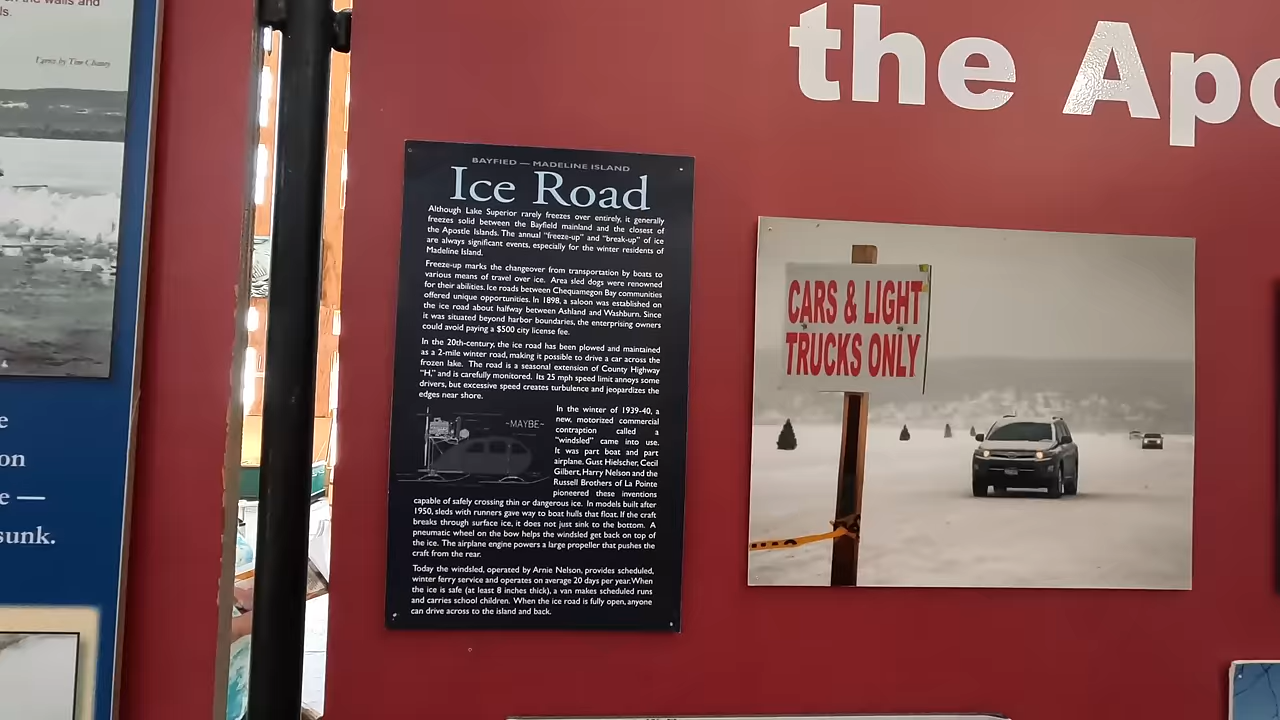 on the walls and
ls.
Lyrics by Tim Chaney
e
on
e —
sunk.
the Apo
BAYFIED — MADELINE ISLAND
Ice Road
Although Lake Superior rarely freezes over entirely, it generally
freezes solid between the Bayfield mainland and the closest of
the Apostle Islands. The annual "freeze-up" and "break-up" of ice
are always significant events, especially for the winter residents of
Madeline Island.
Freeze-up marks the changeover from transportation by boats to
various means of travel over ice. Area sled dogs were renowned
for their abilities. Ice roads between Chequamegon Bay communities
offered unique opportunities. In 1898, a saloon was established on
the ice road about halfway between Ashland and Washburn. Since
it was situated beyond harbor boundaries, the enterprising owners
could avoid paying a $500 city license fee.
In the 20th-century, the ice road has been plowed and maintained
as a 2-mile winter road, making it possible to drive a car across the
frozen lake. The road is a seasonal extension of County Highway
"H," and is carefully monitored. Its 25 mph speed limit annoys some
drivers, but excessive speed creates turbulence and jeopardizes the
edges near shore.
~MAYBE~
In the winter of 1939-40, a
new, motorized commercial
contraption called a
"windsled" came into use.
It was part boat and part
airplane. Gust Hielscher, Cecil
Gilbert, Harry Nelson and the
Russell Brothers of La Pointe
pioneered these inventions
capable of safely crossing thin or dangerous ice. In models built after
1950, sleds with runners gave way to boat hulls that float. If the craft
breaks through surface ice, it does not just sink to the bottom. A
pneumatic wheel on the bow helps the windsled get back on top of
the ice. The airplane engine powers a large propeller that pushes the
craft from the rear.
Today the windsled, operated by Arnie Nelson, provides scheduled,
winter ferry service and operates on average 20 days per year. When
the ice is safe (at least 8 inches thick), a van makes scheduled runs
and carries school children. When the ice road is fully open, anyone
can drive across to the island and back.
CARS & LIGHT
TRUCKS ONLY